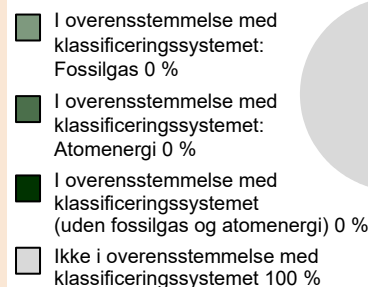 I overensstemmelse med
klassificeringssystemet:
Fossilgas 0 %
I overensstemmelse med
klassificeringssystemet:
Atomenergi 0 %
I overensstemmelse med
klassificeringssystemet
(uden fossilgas og atomenergi) 0 %
Ikke i overensstemmelse med
klassificeringssystemet 100 %